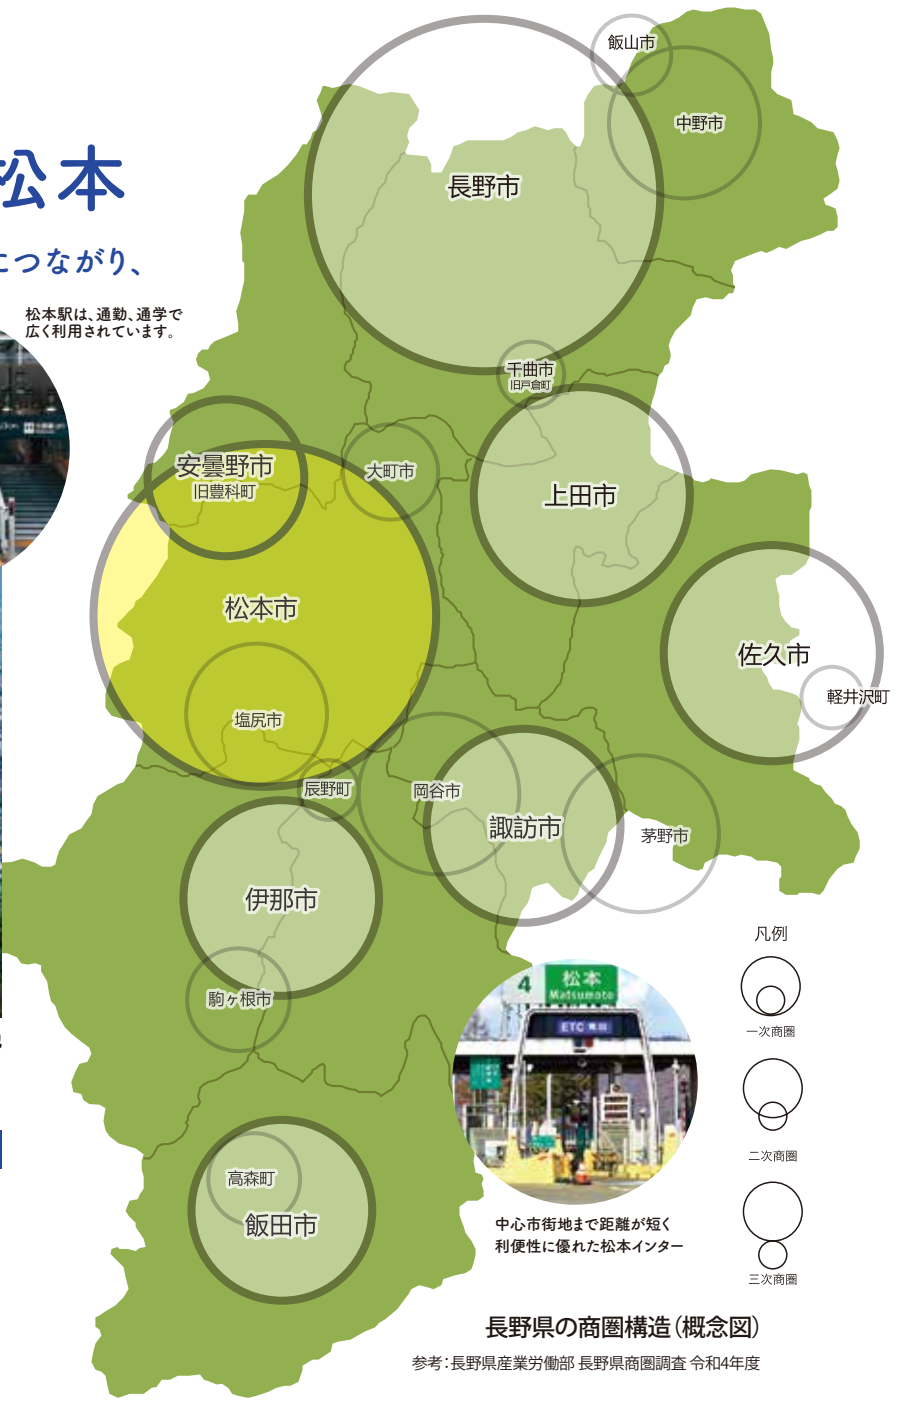 松本
につながり、
松本駅は、通勤、通学で
広く利用されています。
飯山市
中野市
長野市
千曲市
旧戸倉町
安曇野市
旧豊科町
大町市
上田市
松本市
佐久市
軽井沢町
塩尻市
辰野町
岡谷市
諏訪市
茅野市
伊那市
駒ヶ根市
高森町
飯田市
凡例
一次商圏
二次商圏
三次商圏
4
松本
Matsumoto
ETC 専用
中心市街地まで距離が短く
利便性に優れた松本インター
長野県の商圏構造（概念図）
参考：長野県産業労働部 長野県商圏調査 令和4年度